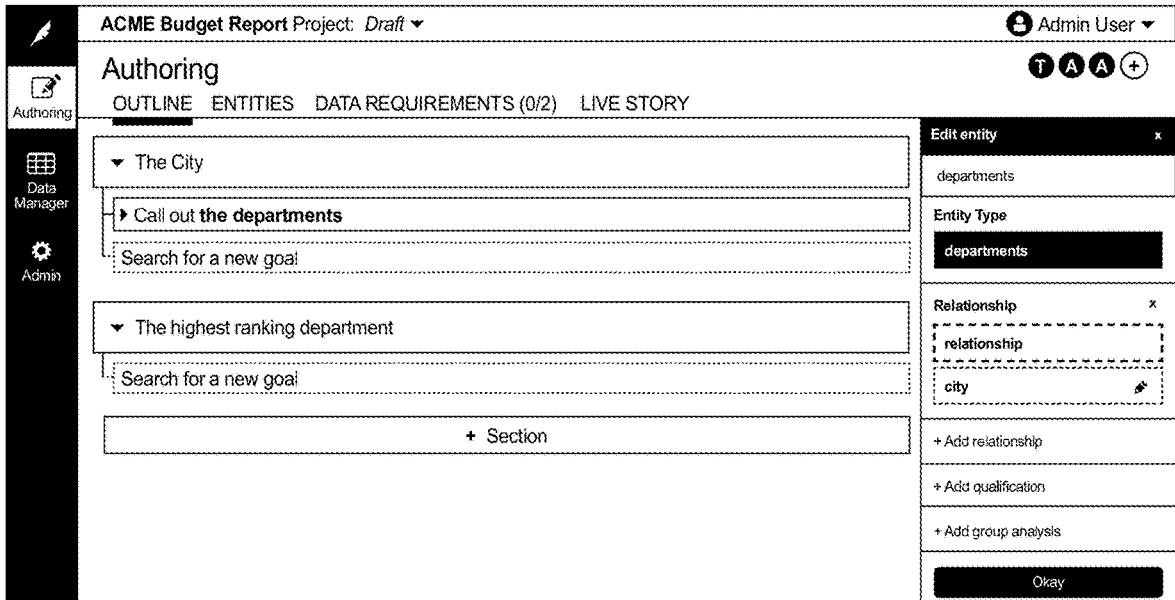 ACME Budget Report Project: Draft
Admin User
Authoring
T A A +
Authoring
OUTLINE ENTITIES DATA REQUIREMENTS (0/2) LIVE STORY
Data
Manager
Admin
The City
Call out the departments
Search for a new goal
The highest ranking department
Search for a new goal
+ Section
Edit entity x
departments
Entity Type
departments
Relationship x
relationship
city
+ Add relationship
+ Add qualification
+ Add group analysis
Okay